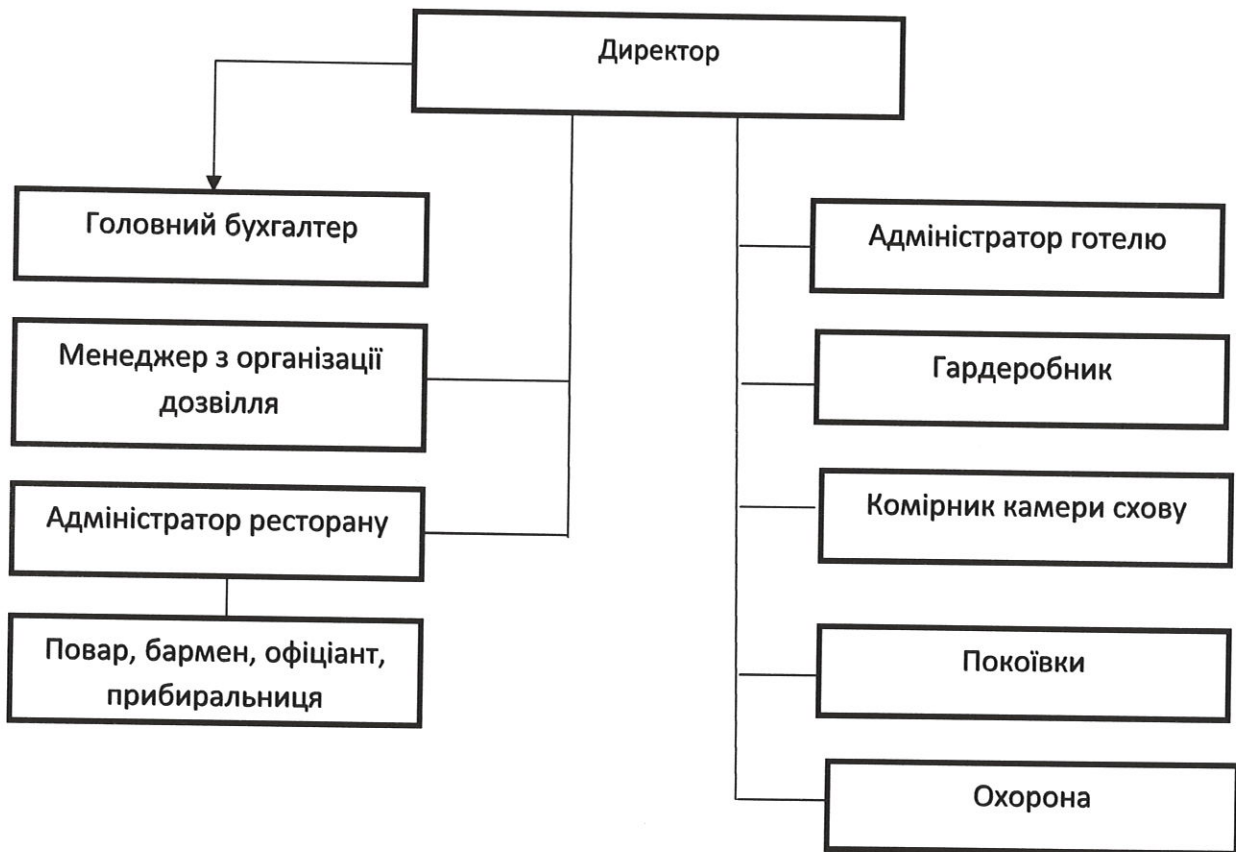 Директор
Головний бухгалтер
Менеджер з організації
дозвілля
Адміністратор ресторану
Повар, бармен, офіціант,
прибиральниця
Адміністратор готелю
Гардеробник
Комірник камери схову
Покоївки
Охорона